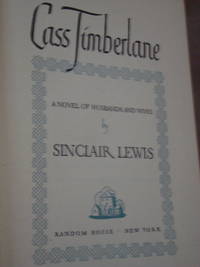 Cass Timberlane
A NOVEL OF HUSBANDS AND WIVES
by
SINCLAIR LEWIS
RANDOM HOUSE · NEW YORK